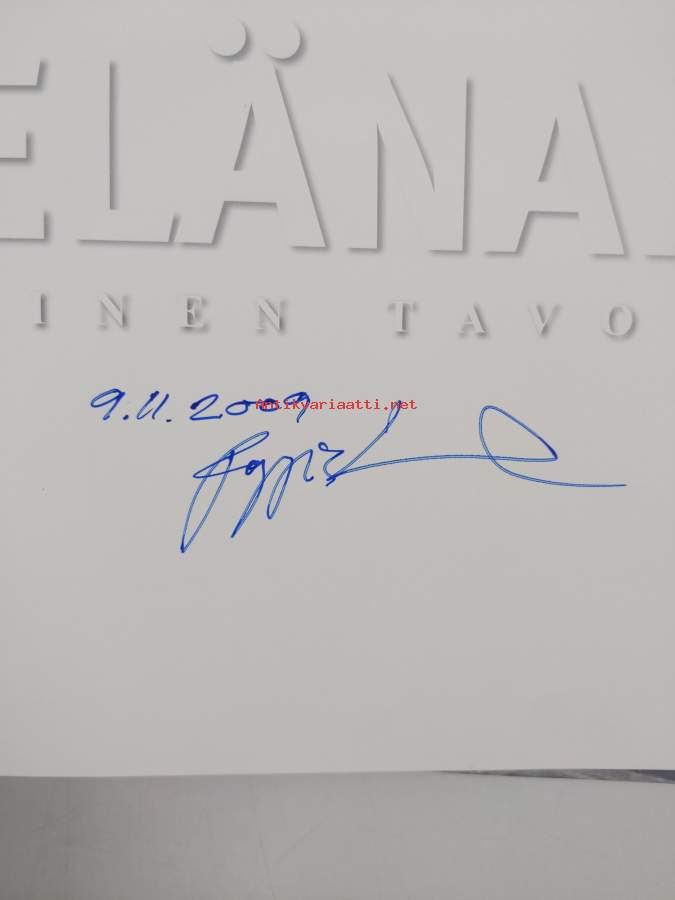 ELÄNA
INEN TAVO
9.11.2009
Antikvariaatti.net